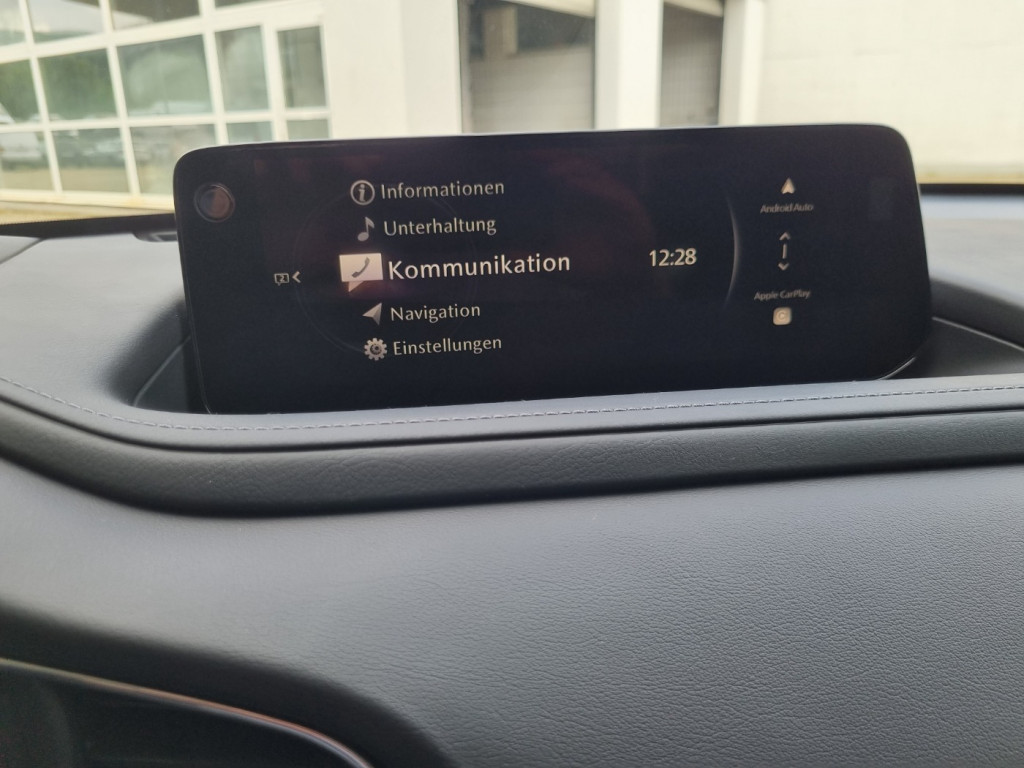 Informationen
Unterhaltung
Kommunikation
Navigation
Einstellungen
12:28
Android Auto
Apple CarPlay